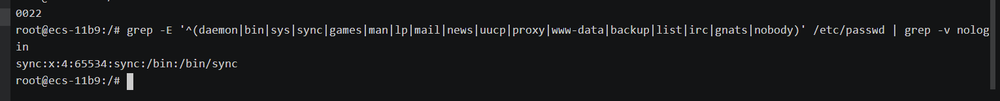 0022
root@ecs-11b9:/# grep -E '^(daemon|bin|sys|sync|games|man|lp|mail|news|uucp|proxy|www-data|backup|list|irc|gnats|nobody)' /etc/passwd | grep -v nolog
in
sync:x:4:65534:sync:/bin:/bin/sync
root@ecs-11b9:/#